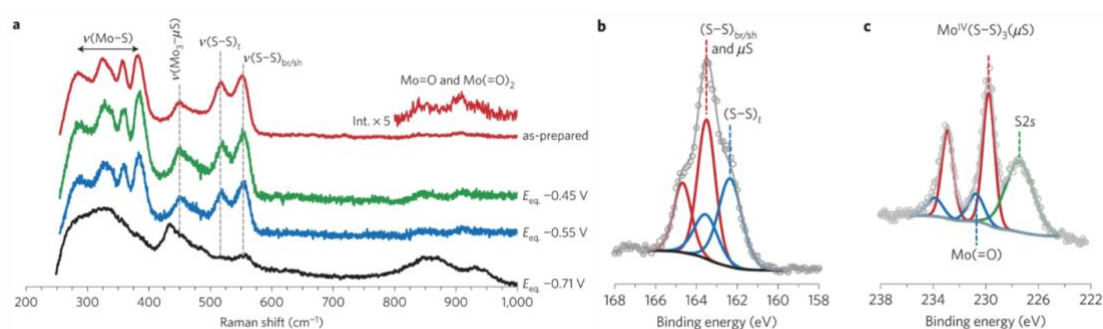 a
ν(Mo–S)
ν(Mo₃–μS)
ν(S–S)t
ν(S–S)br/sh
Mo=O and Mo(=O)₂
Int. × 5
as-prepared
Eeq. −0.45 V
Eeq. −0.55 V
Eeq. −0.71 V
200 300 400 500 600 700 800 900 1,000
Raman shift (cm⁻¹)
b
(S–S)br/sh
and μS
(S–S)t
168 166 164 162 160 158
Binding energy (eV)
c
Moᴵⱽ(S–S)₃(μS)
S2s
Mo(=O)
238 234 230 226 222
Binding energy (eV)